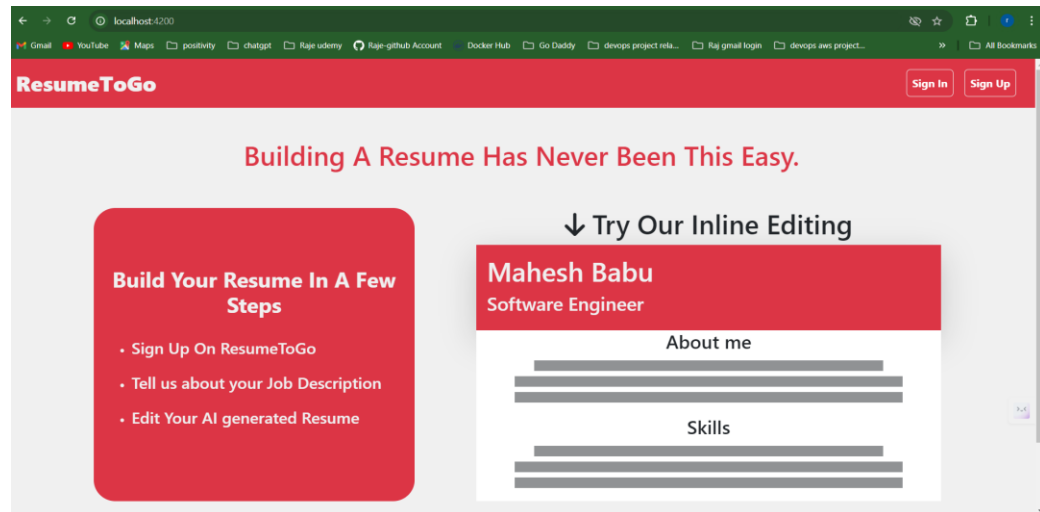 localhost:4200
Gmail YouTube Maps positivity chatgpt Raje udemy Raje-github Account Docker Hub Go Daddy devops project rela... Raj gmail login devops aws project... » All Bookmarks
ResumeToGo Sign In Sign Up
Building A Resume Has Never Been This Easy.
Build Your Resume In A Few
Steps
• Sign Up On ResumeToGo
• Tell us about your Job Description
• Edit Your AI generated Resume
Try Our Inline Editing
Mahesh Babu
Software Engineer
About me
Skills